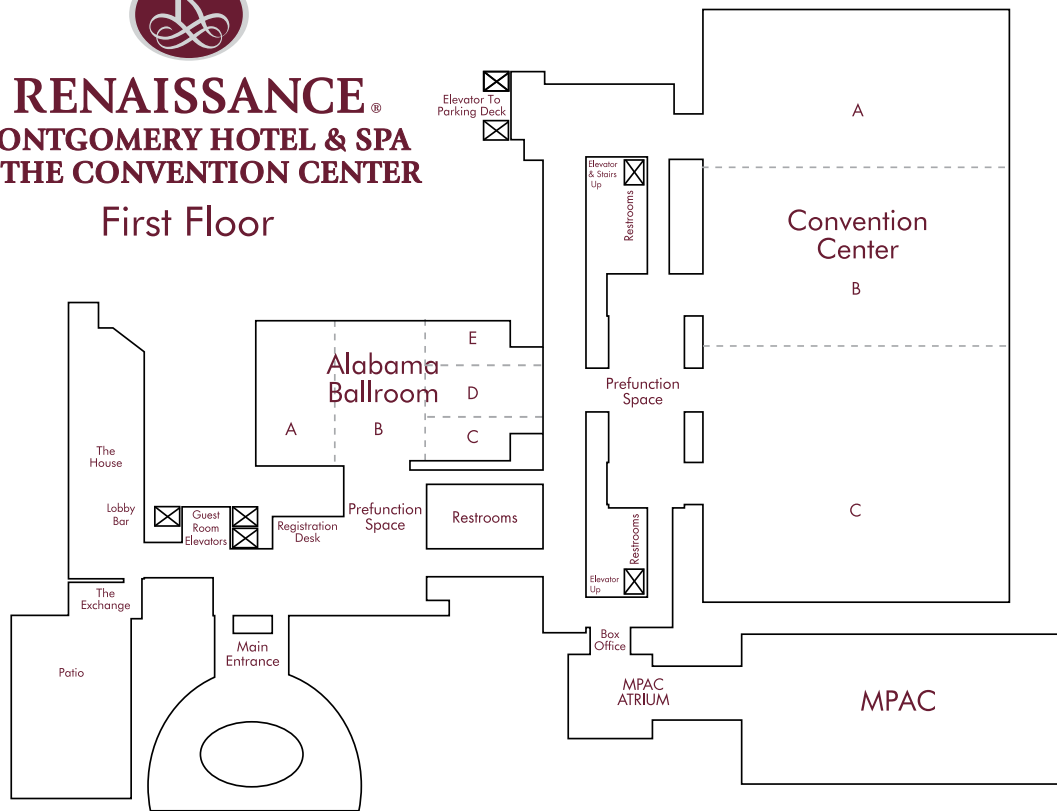 RENAISSANCE®
ONTGOMERY HOTEL & SPA
THE CONVENTION CENTER
First Floor
Elevator To
Parking Deck
Elevator
& Stairs
Up
Restrooms
A
Convention
Center
B
C
Prefunction
Space
E
Alabama
Ballroom
D
A
B
C
The
House
Lobby
Bar
Guest
Room
Elevators
Registration
Desk
Prefunction
Space
Restrooms
Restrooms
Elevator
Up
The
Exchange
Patio
Main
Entrance
Box
Office
MPAC
ATRIUM
MPAC